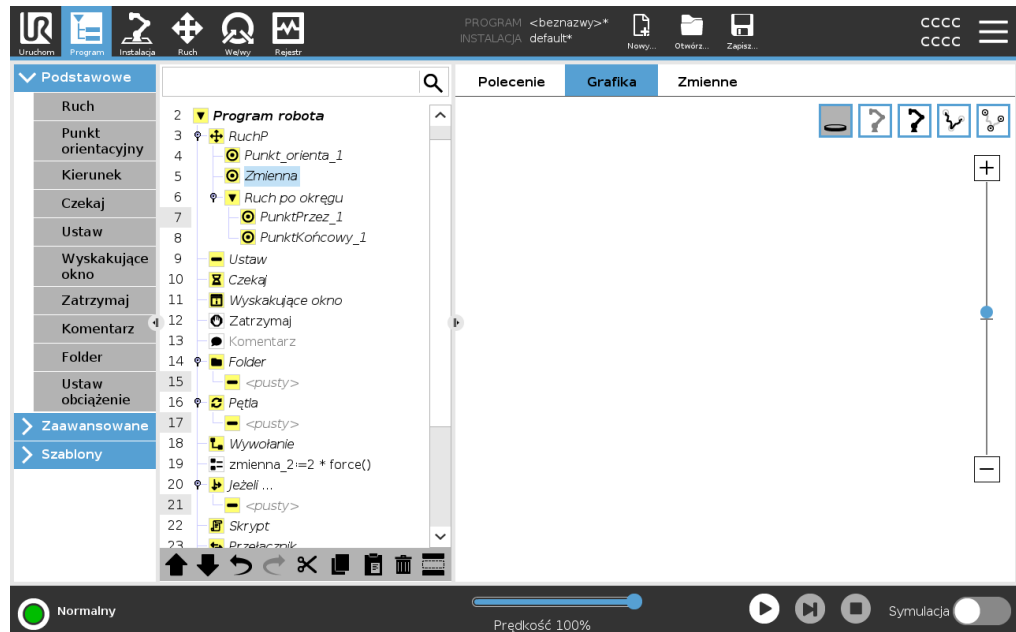 UR
PROGRAM <beznazwy>*
INSTALACJA default*
CCCC
CCCC
Uruchom Program Instalacja Ruch We/wy Rejestr Nowy... Otwórz... Zapisz...
Podstawowe
Ruch
Punkt
orientacyjny
Kierunek
Czekaj
Ustaw
Wyskakujące
okno
Zatrzymaj
Komentarz
Folder
Ustaw
obciążenie
Zaawansowane
Szablony
2 Program robota
3 RuchP
4 Punkt_orienta_1
5 Zmienna
6 Ruch po okręgu
7 PunktPrzez_1
8 PunktKońcowy_1
9 Ustaw
10 Czekaj
11 Wyskakujące okno
12 Zatrzymaj
13 Komentarz
14 Folder
15 <pusty>
16 Pętla
17 <pusty>
18 Wywołanie
19 zmienna_2:=2 * force()
20 Jeżeli ...
21 <pusty>
22 Skrypt
23 Przełącznik
Polecenie Grafika Zmienne
Normalny
Prędkość 100%
Symulacja